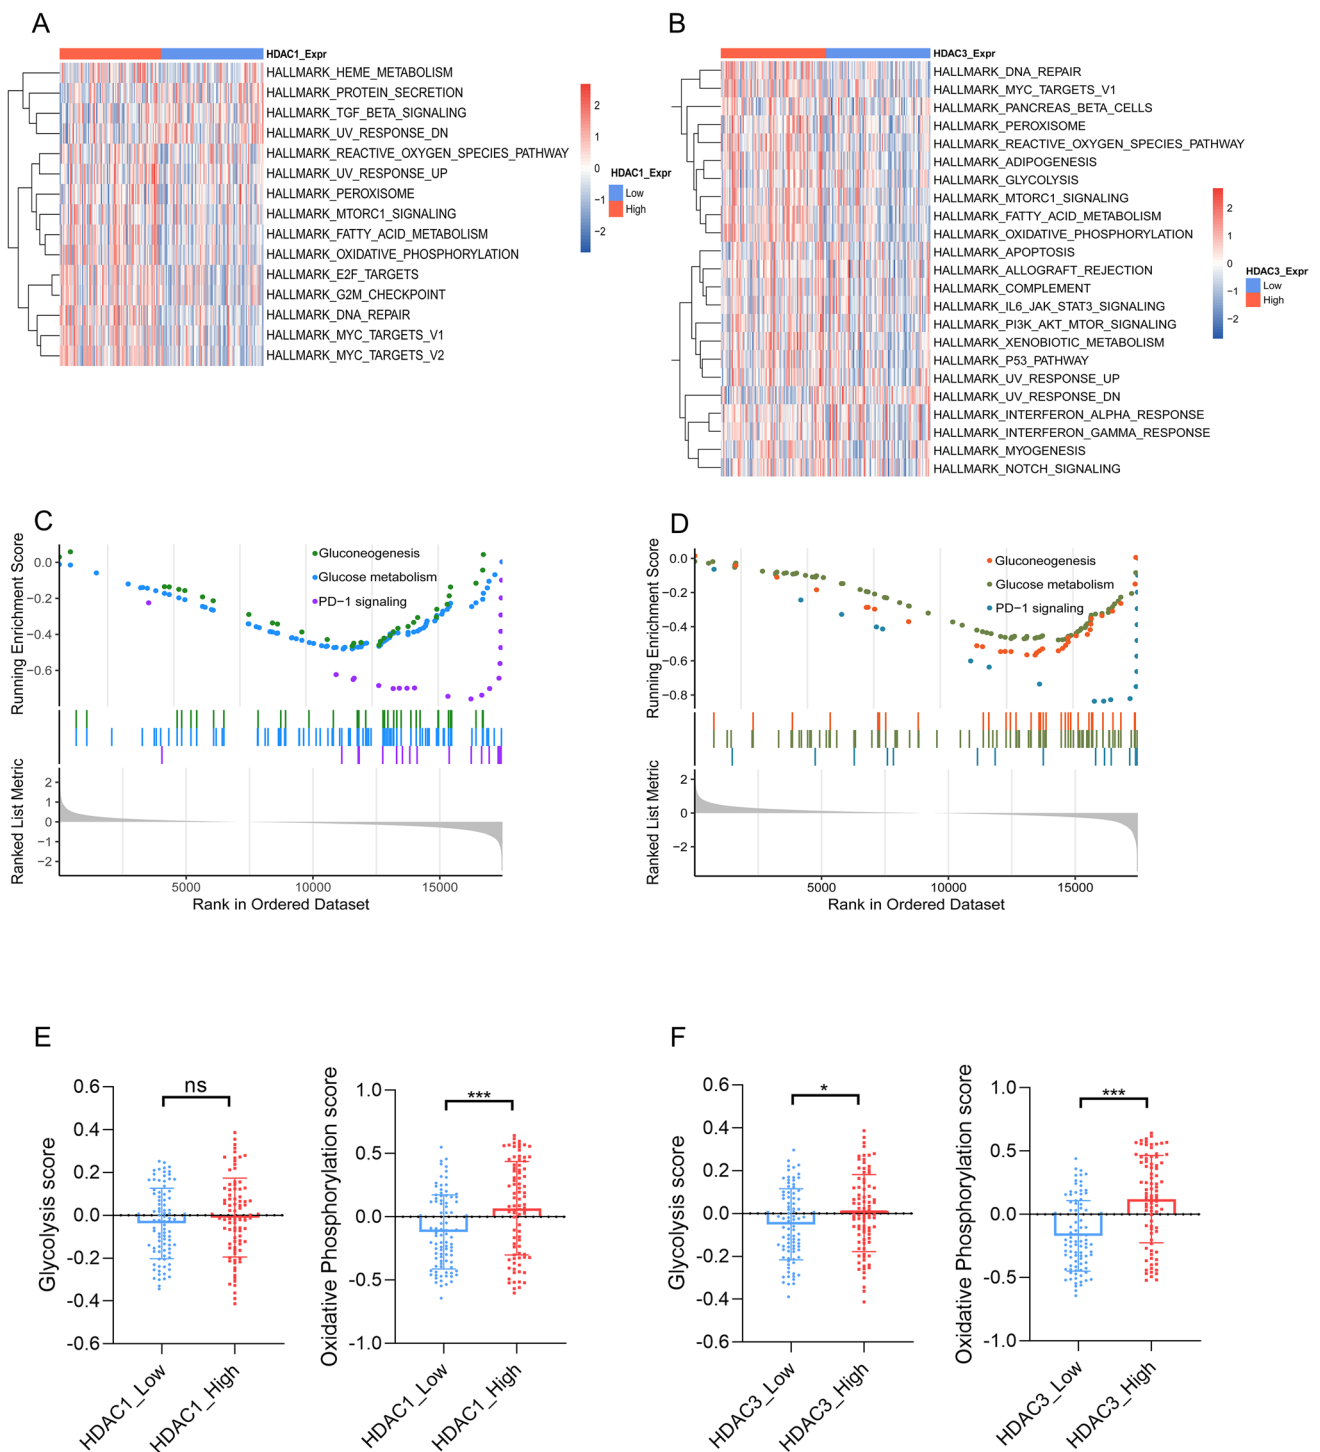 A
HDAC1_Expr
HALLMARK_HEME_METABOLISM
HALLMARK_PROTEIN_SECRETION
HALLMARK_TGF_BETA_SIGNALING
HALLMARK_UV_RESPONSE_DN
HALLMARK_REACTIVE_OXYGEN_SPECIES_PATHWAY
HALLMARK_UV_RESPONSE_UP
HALLMARK_PEROXISOME
HALLMARK_MTORC1_SIGNALING
HALLMARK_FATTY_ACID_METABOLISM
HALLMARK_OXIDATIVE_PHOSPHORYLATION
HALLMARK_E2F_TARGETS
HALLMARK_G2M_CHECKPOINT
HALLMARK_DNA_REPAIR
HALLMARK_MYC_TARGETS_V1
HALLMARK_MYC_TARGETS_V2
2
1
0
−1
−2
HDAC1_Expr
Low
High
B
HDAC3_Expr
HALLMARK_DNA_REPAIR
HALLMARK_MYC_TARGETS_V1
HALLMARK_PANCREAS_BETA_CELLS
HALLMARK_PEROXISOME
HALLMARK_REACTIVE_OXYGEN_SPECIES_PATHWAY
HALLMARK_ADIPOGENESIS
HALLMARK_GLYCOLYSIS
HALLMARK_MTORC1_SIGNALING
HALLMARK_FATTY_ACID_METABOLISM
HALLMARK_OXIDATIVE_PHOSPHORYLATION
HALLMARK_APOPTOSIS
HALLMARK_ALLOGRAFT_REJECTION
HALLMARK_COMPLEMENT
HALLMARK_IL6_JAK_STAT3_SIGNALING
HALLMARK_PI3K_AKT_MTOR_SIGNALING
HALLMARK_XENOBIOTIC_METABOLISM
HALLMARK_P53_PATHWAY
HALLMARK_UV_RESPONSE_UP
HALLMARK_UV_RESPONSE_DN
HALLMARK_INTERFERON_ALPHA_RESPONSE
HALLMARK_INTERFERON_GAMMA_RESPONSE
HALLMARK_MYOGENESIS
HALLMARK_NOTCH_SIGNALING
2
1
0
−1
−2
HDAC3_Expr
Low
High
C
Running Enrichment Score
0.0
−0.2
−0.4
−0.6
Gluconeogenesis
Glucose metabolism
PD−1 signaling
Ranked List Metric
2
1
0
−1
−2
5000 10000 15000
Rank in Ordered Dataset
D
Running Enrichment Score
0.0
−0.2
−0.4
−0.6
−0.8
Gluconeogenesis
Glucose metabolism
PD−1 signaling
Ranked List Metric
2
0
−2
5000 10000 15000
Rank in Ordered Dataset
E
Glycolysis score
0.6
0.4
0.2
0.0
-0.2
-0.4
-0.6
ns
HDAC1_Low
HDAC1_High
Oxidative Phosphorylation score
1.0
0.5
0.0
-0.5
-1.0
***
HDAC1_Low
HDAC1_High
F
Glycolysis score
0.6
0.4
0.2
0.0
-0.2
-0.4
-0.6
*
HDAC3_Low
HDAC3_High
Oxidative Phosphorylation score
1.0
0.5
0.0
-0.5
-1.0
***
HDAC3_Low
HDAC3_High